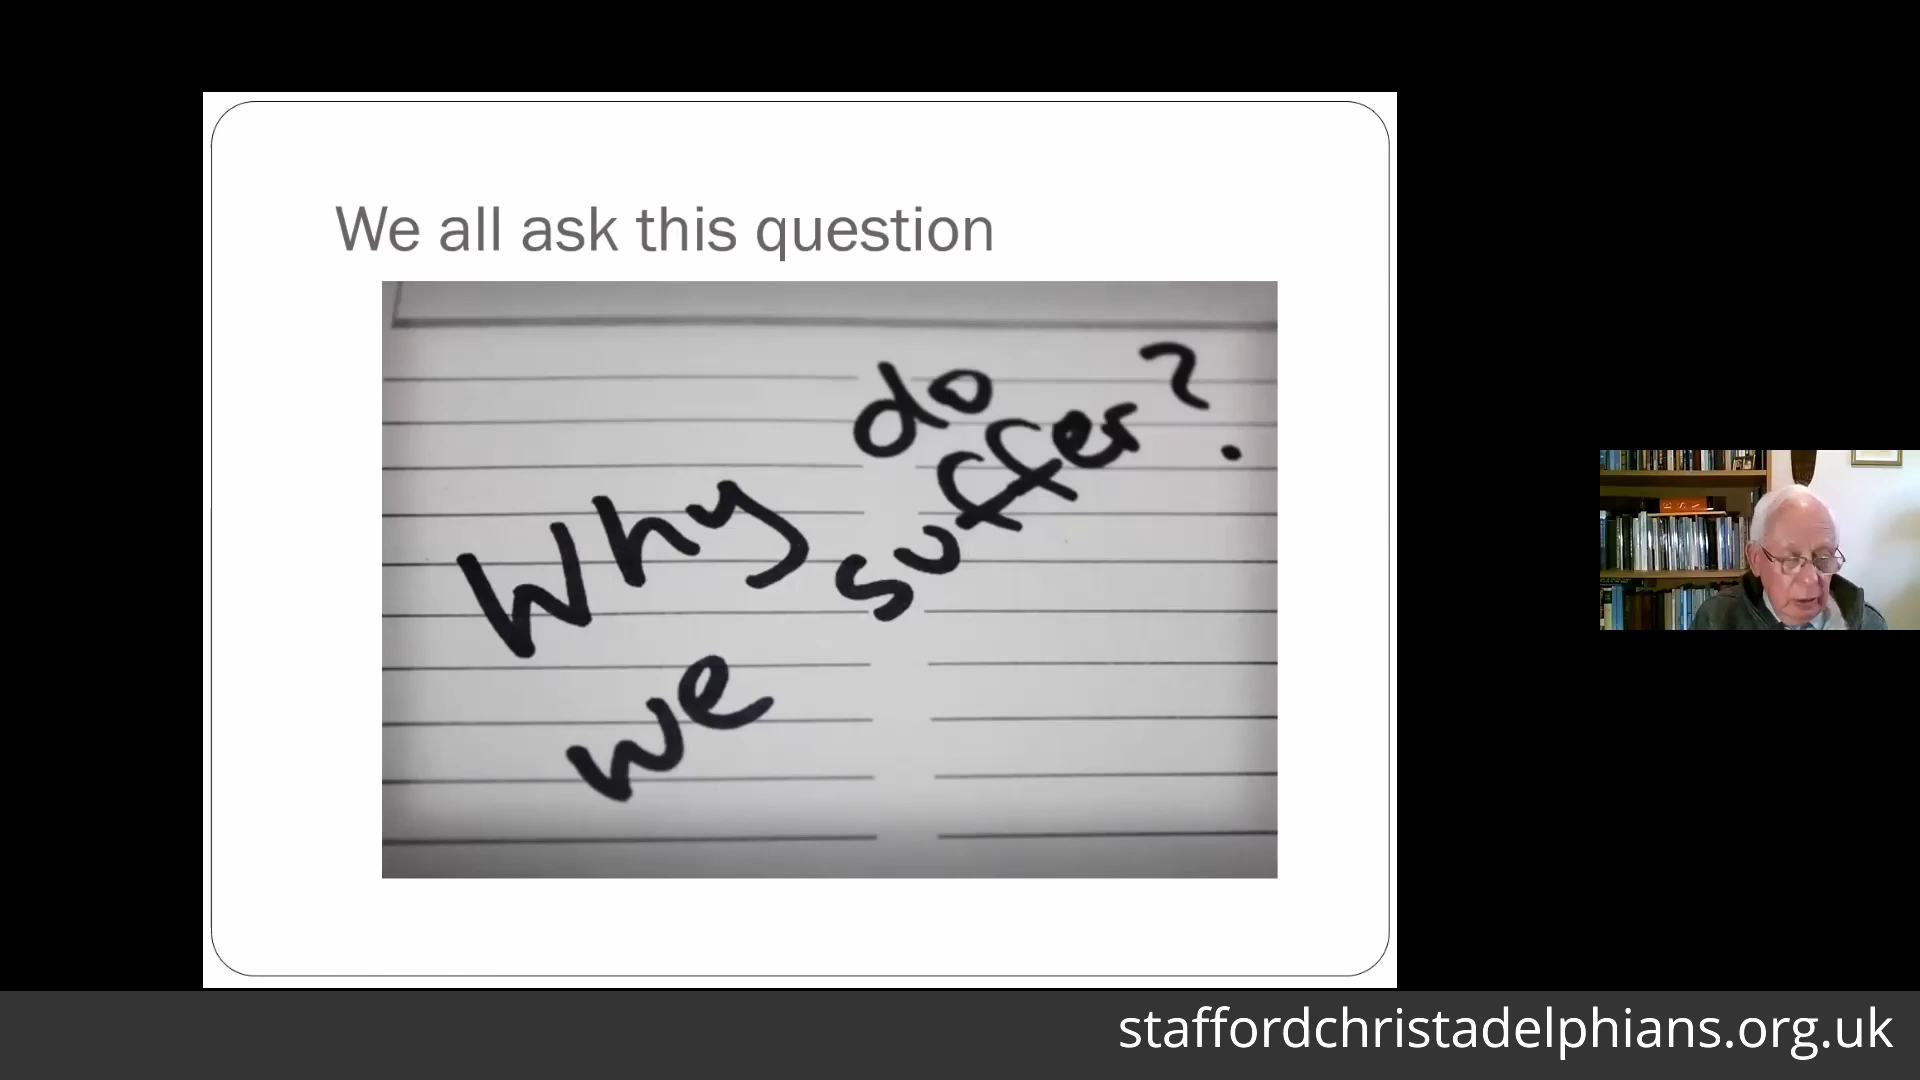 We all ask this question
Why do
we suffer?
staffordchristadelphians.org.uk